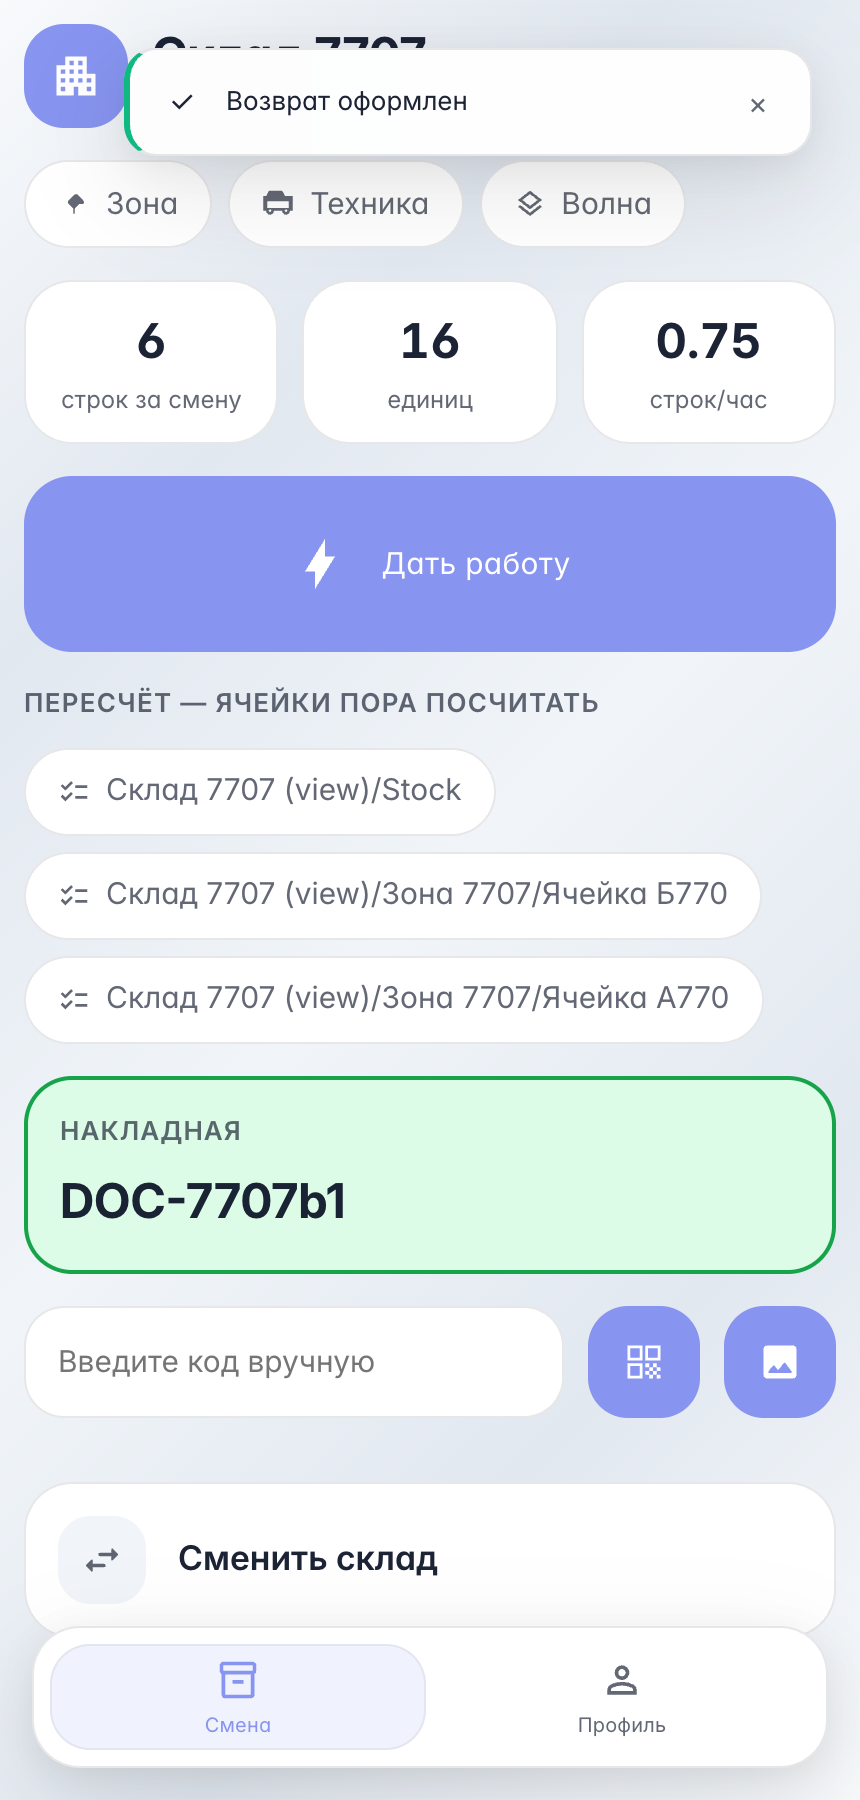 Склад 7707
Возврат оформлен
Зона
Техника
Волна
6
строк за смену
16
единиц
0.75
строк/час
Дать работу
ПЕРЕСЧЁТ — ЯЧЕЙКИ ПОРА ПОСЧИТАТЬ
Склад 7707 (view)/Stock
Склад 7707 (view)/Зона 7707/Ячейка Б770
Склад 7707 (view)/Зона 7707/Ячейка А770
НАКЛАДНАЯ
DOC-7707b1
Введите код вручную
Сменить склад
Смена
Профиль